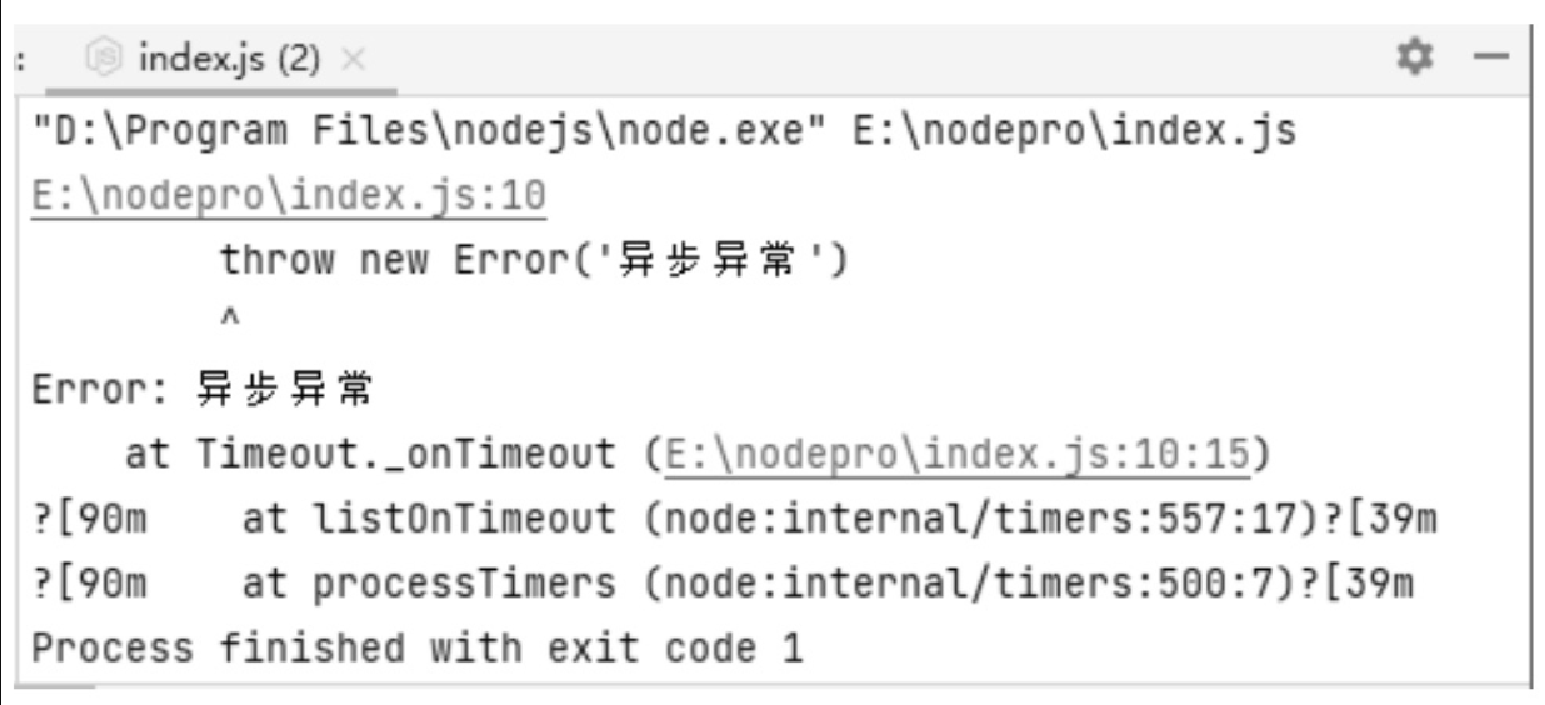 : index.js (2) ×
"D:\Program Files\nodejs\node.exe" E:\nodepro\index.js
E:\nodepro\index.js:10
        throw new Error('异步异常')
        ^
Error: 异步异常
    at Timeout._onTimeout (E:\nodepro\index.js:10:15)
?[90m    at listOnTimeout (node:internal/timers:557:17)?[39m
?[90m    at processTimers (node:internal/timers:500:7)?[39m
Process finished with exit code 1